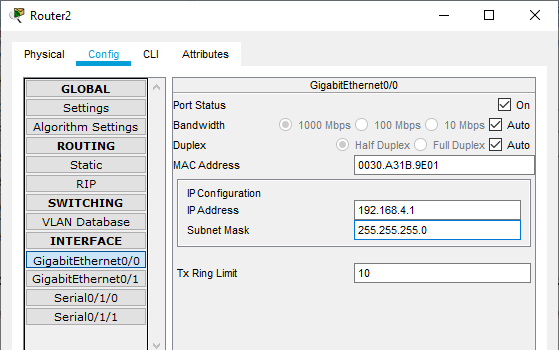 Router2
Physical Config CLI Attributes
GLOBAL
Settings
Algorithm Settings
ROUTING
Static
RIP
SWITCHING
VLAN Database
INTERFACE
GigabitEthernet0/0
GigabitEthernet0/1
Serial0/1/0
Serial0/1/1
GigabitEthernet0/0
Port Status On
Bandwidth 1000 Mbps 100 Mbps 10 Mbps Auto
Duplex Half Duplex Full Duplex Auto
MAC Address 0030.A31B.9E01
IP Configuration
IP Address 192.168.4.1
Subnet Mask 255.255.255.0
Tx Ring Limit 10